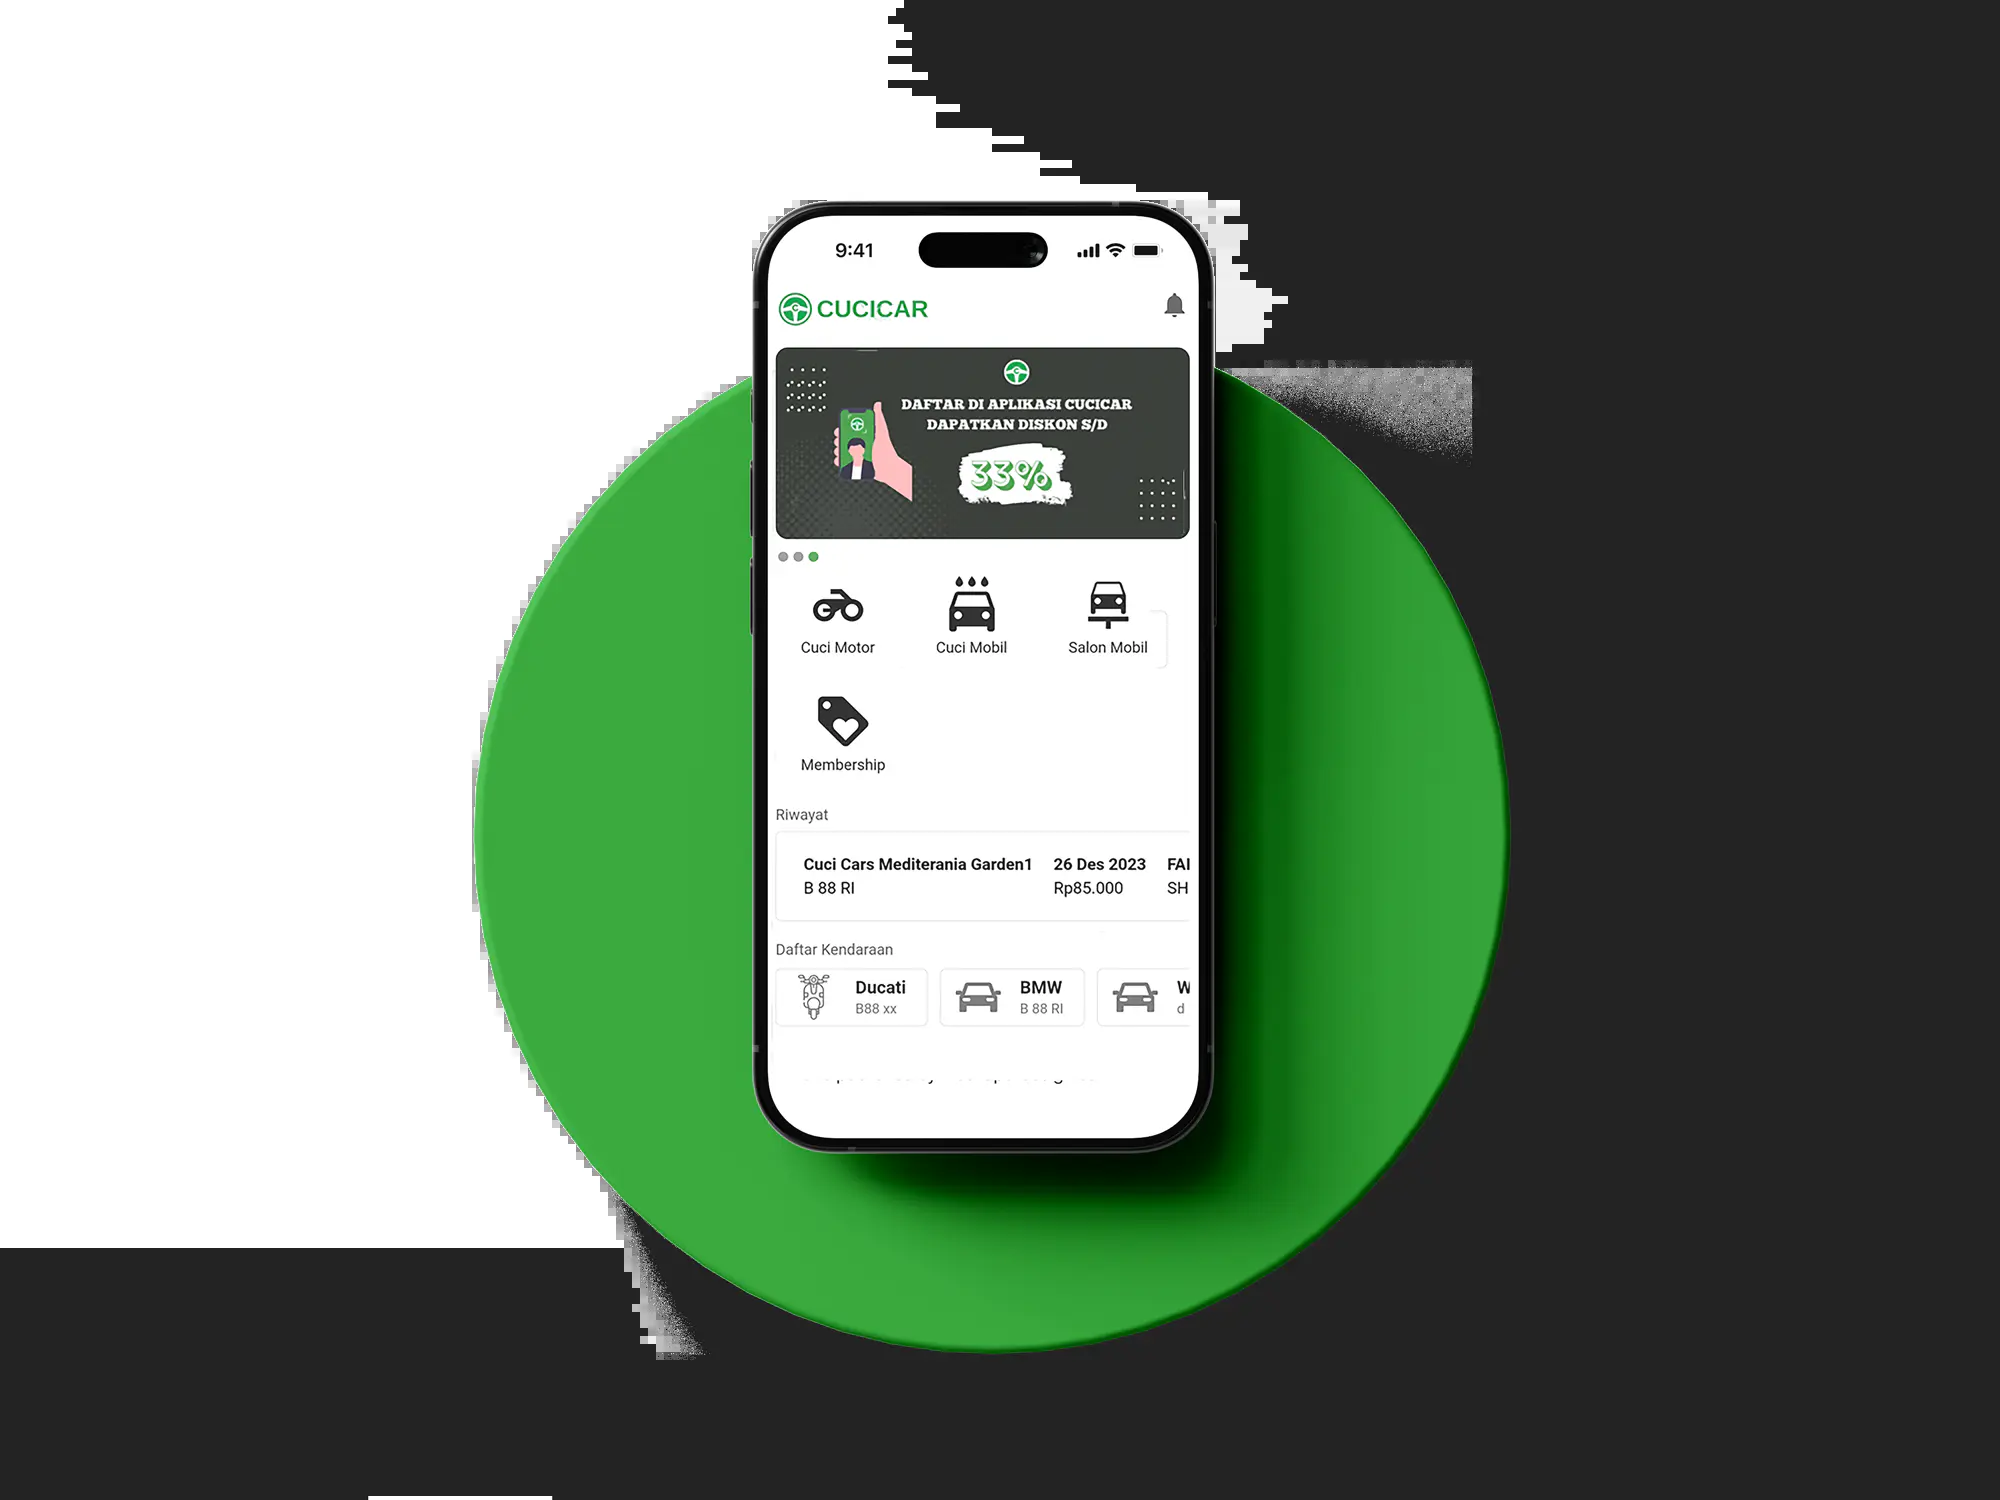 9:41
CUCICAR
DAFTAR DI APLIKASI CUCICAR
DAPATKAN DISKON S/D
33%
Cuci Motor
Cuci Mobil
Salon Mobil
Membership
Riwayat
Cuci Cars Mediterania Garden1 26 Des 2023 FAI
B 88 RI Rp85.000 SH
Daftar Kendaraan
Ducati BMW W
B88 xx B 88 RI d